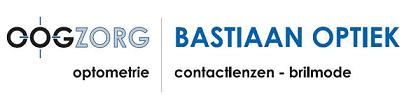 OOGZORG BASTIAAN OPTIEK
optometrie contactlenzen - brilmode